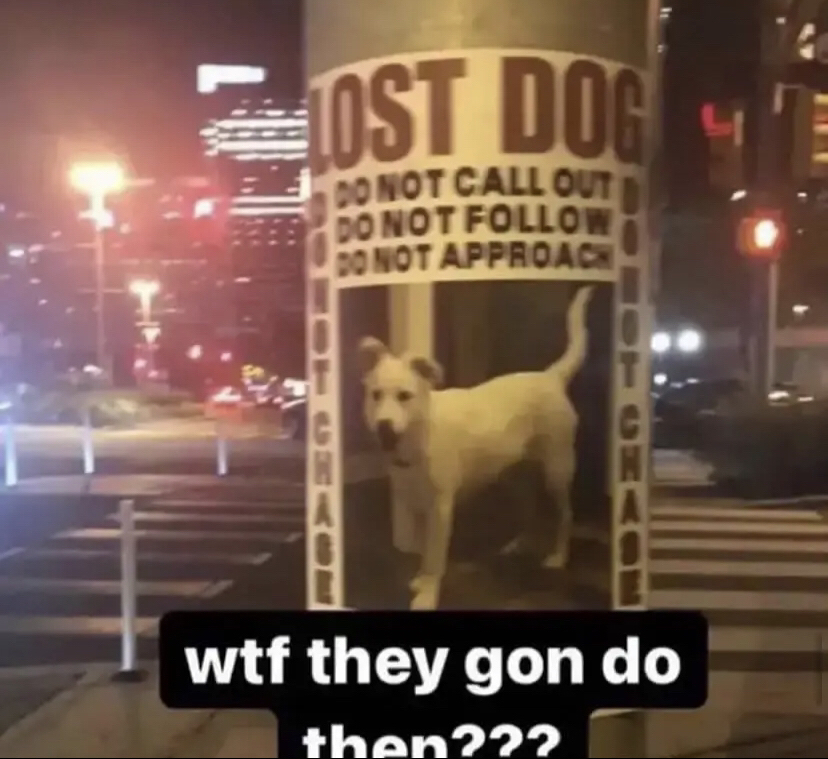 LOST DOG
DO NOT CALL OUT
DO NOT FOLLOW
DO NOT APPROACH
DO NOT CHASE
DO NOT CHASE
wtf they gon do
then???